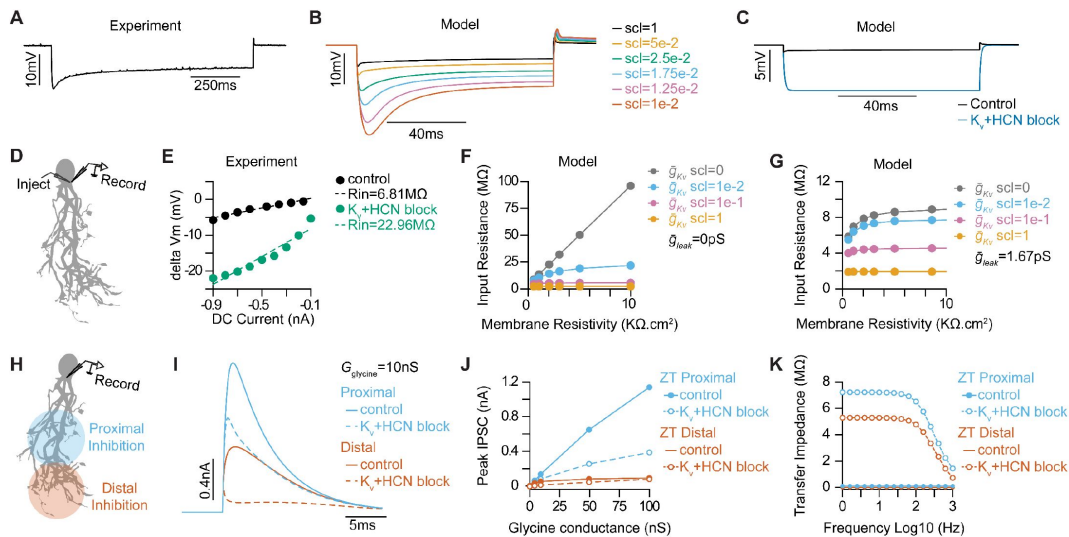 A
Experiment
10mV
250ms
B
Model
10mV
40ms
scl=1
scl=5e-2
scl=2.5e-2
scl=1.75e-2
scl=1.25e-2
scl=1e-2
C
Model
5mV
40ms
Control
Kv+HCN block
D
Inject
Record
E
Experiment
delta Vm (mV)
0
-10
-20
-0.9
-0.5
-0.1
DC Current (nA)
control
Rin=6.81MΩ
Kv+HCN block
Rin=22.96MΩ
F
Model
Input Resistance (MΩ)
100
75
50
25
0
0
10
Membrane Resistivity (KΩ.cm²)
ḡKv scl=0
ḡKv scl=1e-2
ḡKv scl=1e-1
ḡKv scl=1
ḡleak=0pS
G
Model
Input Resistance (MΩ)
12
8
4
0
0
10
Membrane Resistivity (KΩ.cm²)
ḡKv scl=0
ḡKv scl=1e-2
ḡKv scl=1e-1
ḡKv scl=1
ḡleak=1.67pS
H
Record
Proximal
Inhibition
Distal
Inhibition
I
Gglycine=10nS
Proximal
control
Kv+HCN block
Distal
control
Kv+HCN block
0.4nA
5ms
J
Peak IPSC (nA)
1.2
0.8
0.4
0
0
25
50
75
100
Glycine conductance (nS)
ZT Proximal
control
Kv+HCN block
ZT Distal
control
Kv+HCN block
K
Transfer Impedance (MΩ)
8
6
4
2
0
0
1
2
3
Frequency Log10 (Hz)
ZT Proximal
control
Kv+HCN block
ZT Distal
control
Kv+HCN block